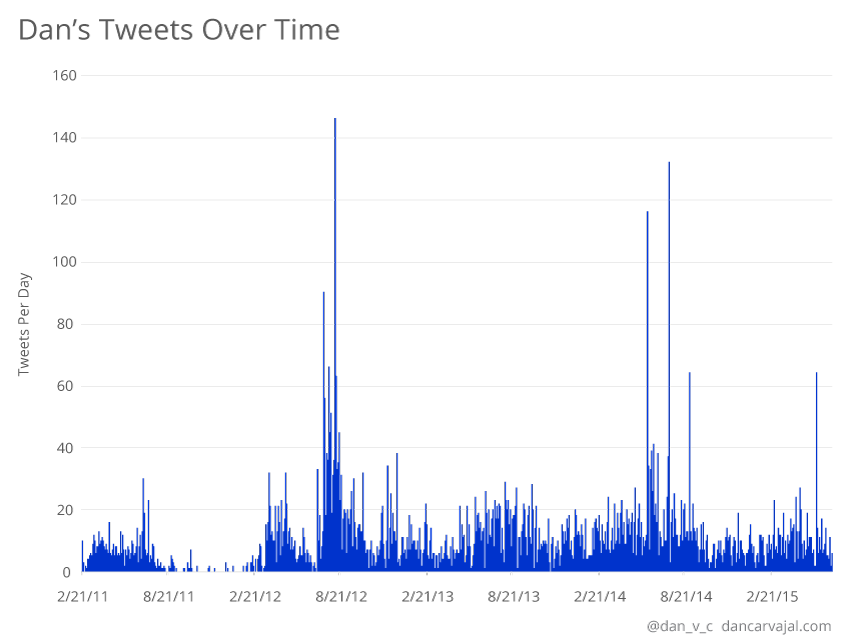 Dan’s Tweets Over Time
Tweets Per Day
160
140
120
100
80
60
40
20
0
2/21/11 8/21/11 2/21/12 8/21/12 2/21/13 8/21/13 2/21/14 8/21/14 2/21/15
@dan_v_c dancarvajal.com